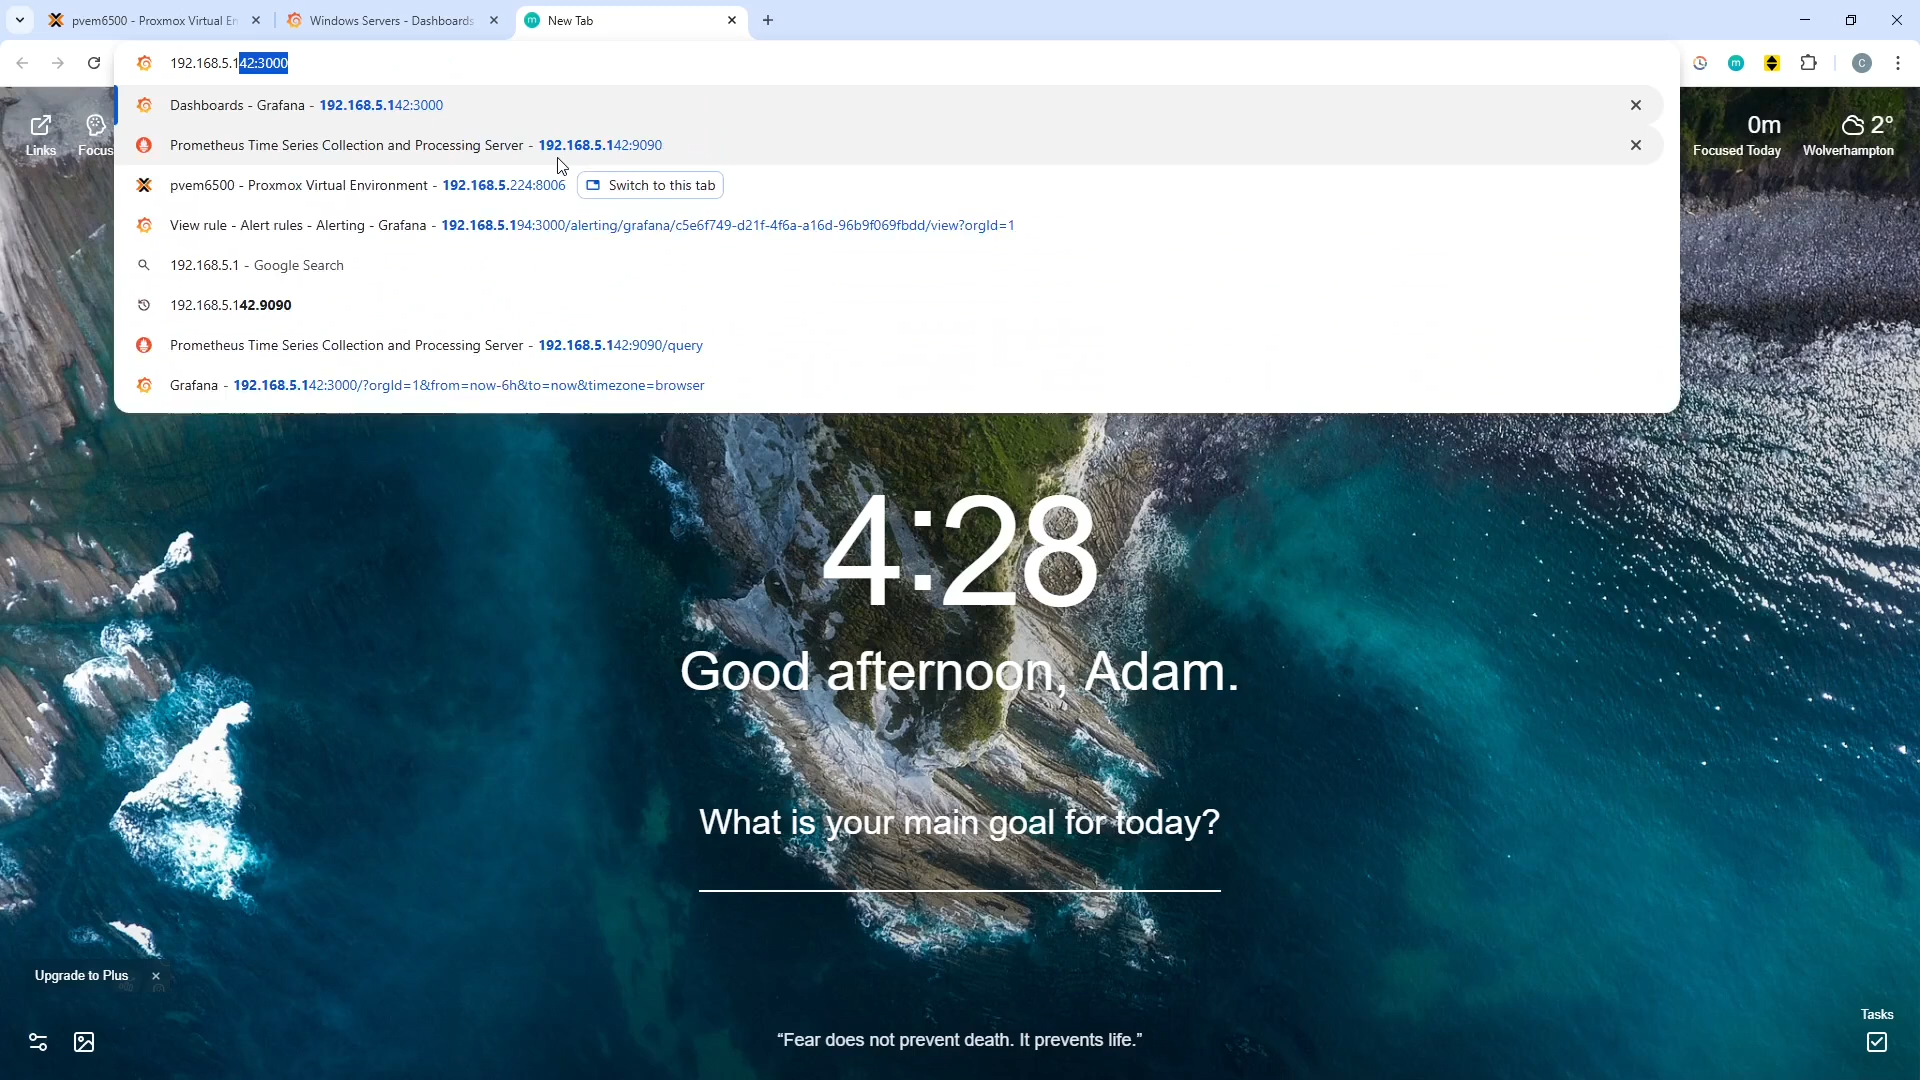 pvem6500 - Proxmox Virtual En
Windows Servers - Dashboards
New Tab
192.168.5.142:3000
C
Dashboards - Grafana - 192.168.5.142:3000
Prometheus Time Series Collection and Processing Server - 192.168.5.142:9090
pvem6500 - Proxmox Virtual Environment - 192.168.5.224:8006 Switch to this tab
View rule - Alert rules - Alerting - Grafana - 192.168.5.194:3000/alerting/grafana/c5e6f749-d21f-4f6a-a16d-96b9f069fbdd/view?orgId=1
192.168.5.1 - Google Search
192.168.5.142.9090
Prometheus Time Series Collection and Processing Server - 192.168.5.142:9090/query
Grafana - 192.168.5.142:3000/?orgId=1&from=now-6h&to=now&timezone=browser
Links
Focus
0m
Focused Today
2°
Wolverhampton
4:28
Good afternoon, Adam.
What is your main goal for today?
Upgrade to Plus
“Fear does not prevent death. It prevents life.”
Tasks